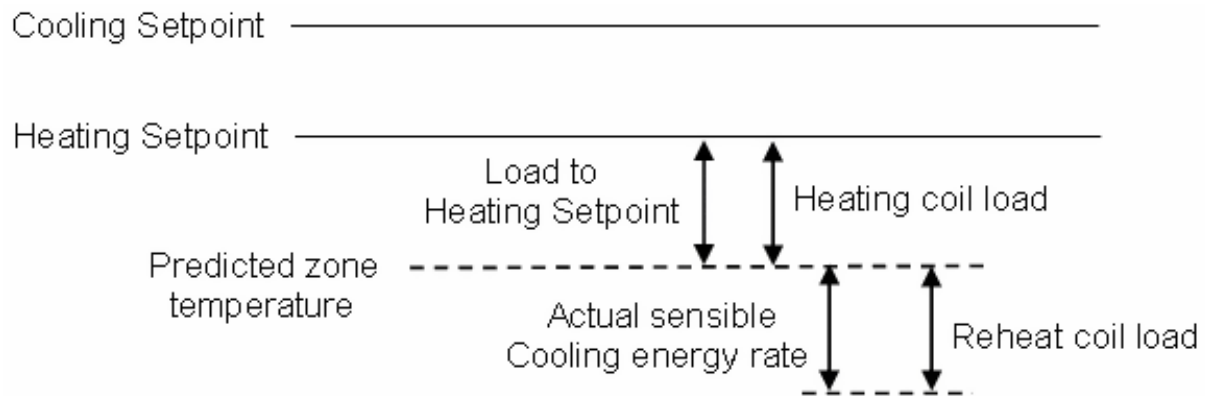 Cooling Setpoint
Heating Setpoint
Load to
Heating Setpoint
Heating coil load
Predicted zone
temperature
Actual sensible
Cooling energy rate
Reheat coil load